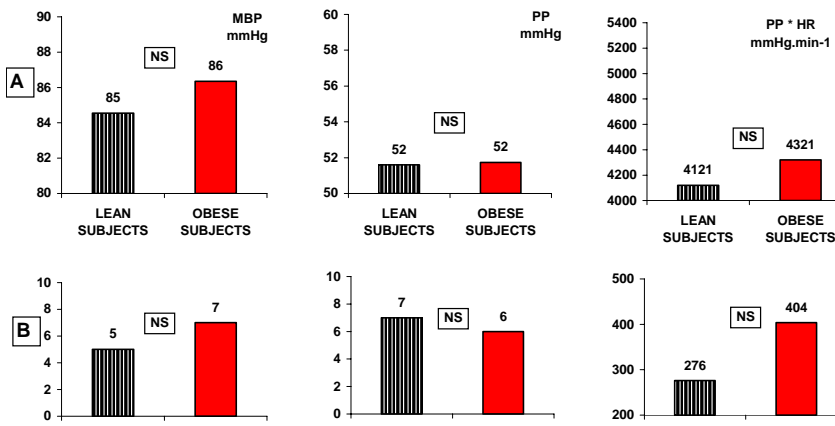 A
MBP
mmHg
90
88
86
84
82
80
NS
85
86
LEAN
SUBJECTS
OBESE
SUBJECTS
PP
mmHg
60
58
56
54
52
50
NS
52
52
LEAN
SUBJECTS
OBESE
SUBJECTS
PP * HR
mmHg.min-1
5400
5200
5000
4800
4600
4400
4200
4000
NS
4121
4321
LEAN
SUBJECTS
OBESE
SUBJECTS
B
10
8
6
4
2
0
NS
5
7
8
6
4
2
0
NS
7
6
500
400
300
200
NS
276
404